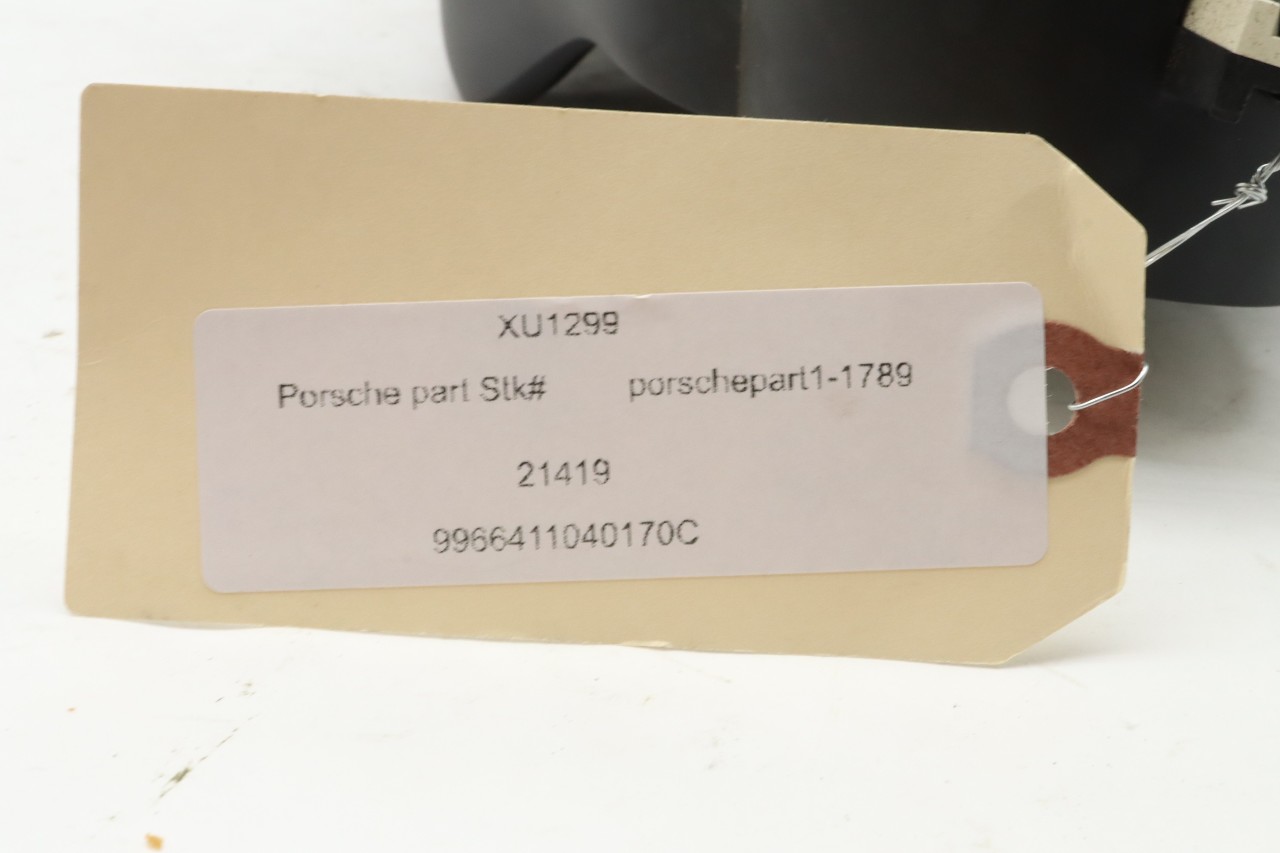 XU1299
Porsche part Stk# porschepart1-1789
21419
9966411040170C